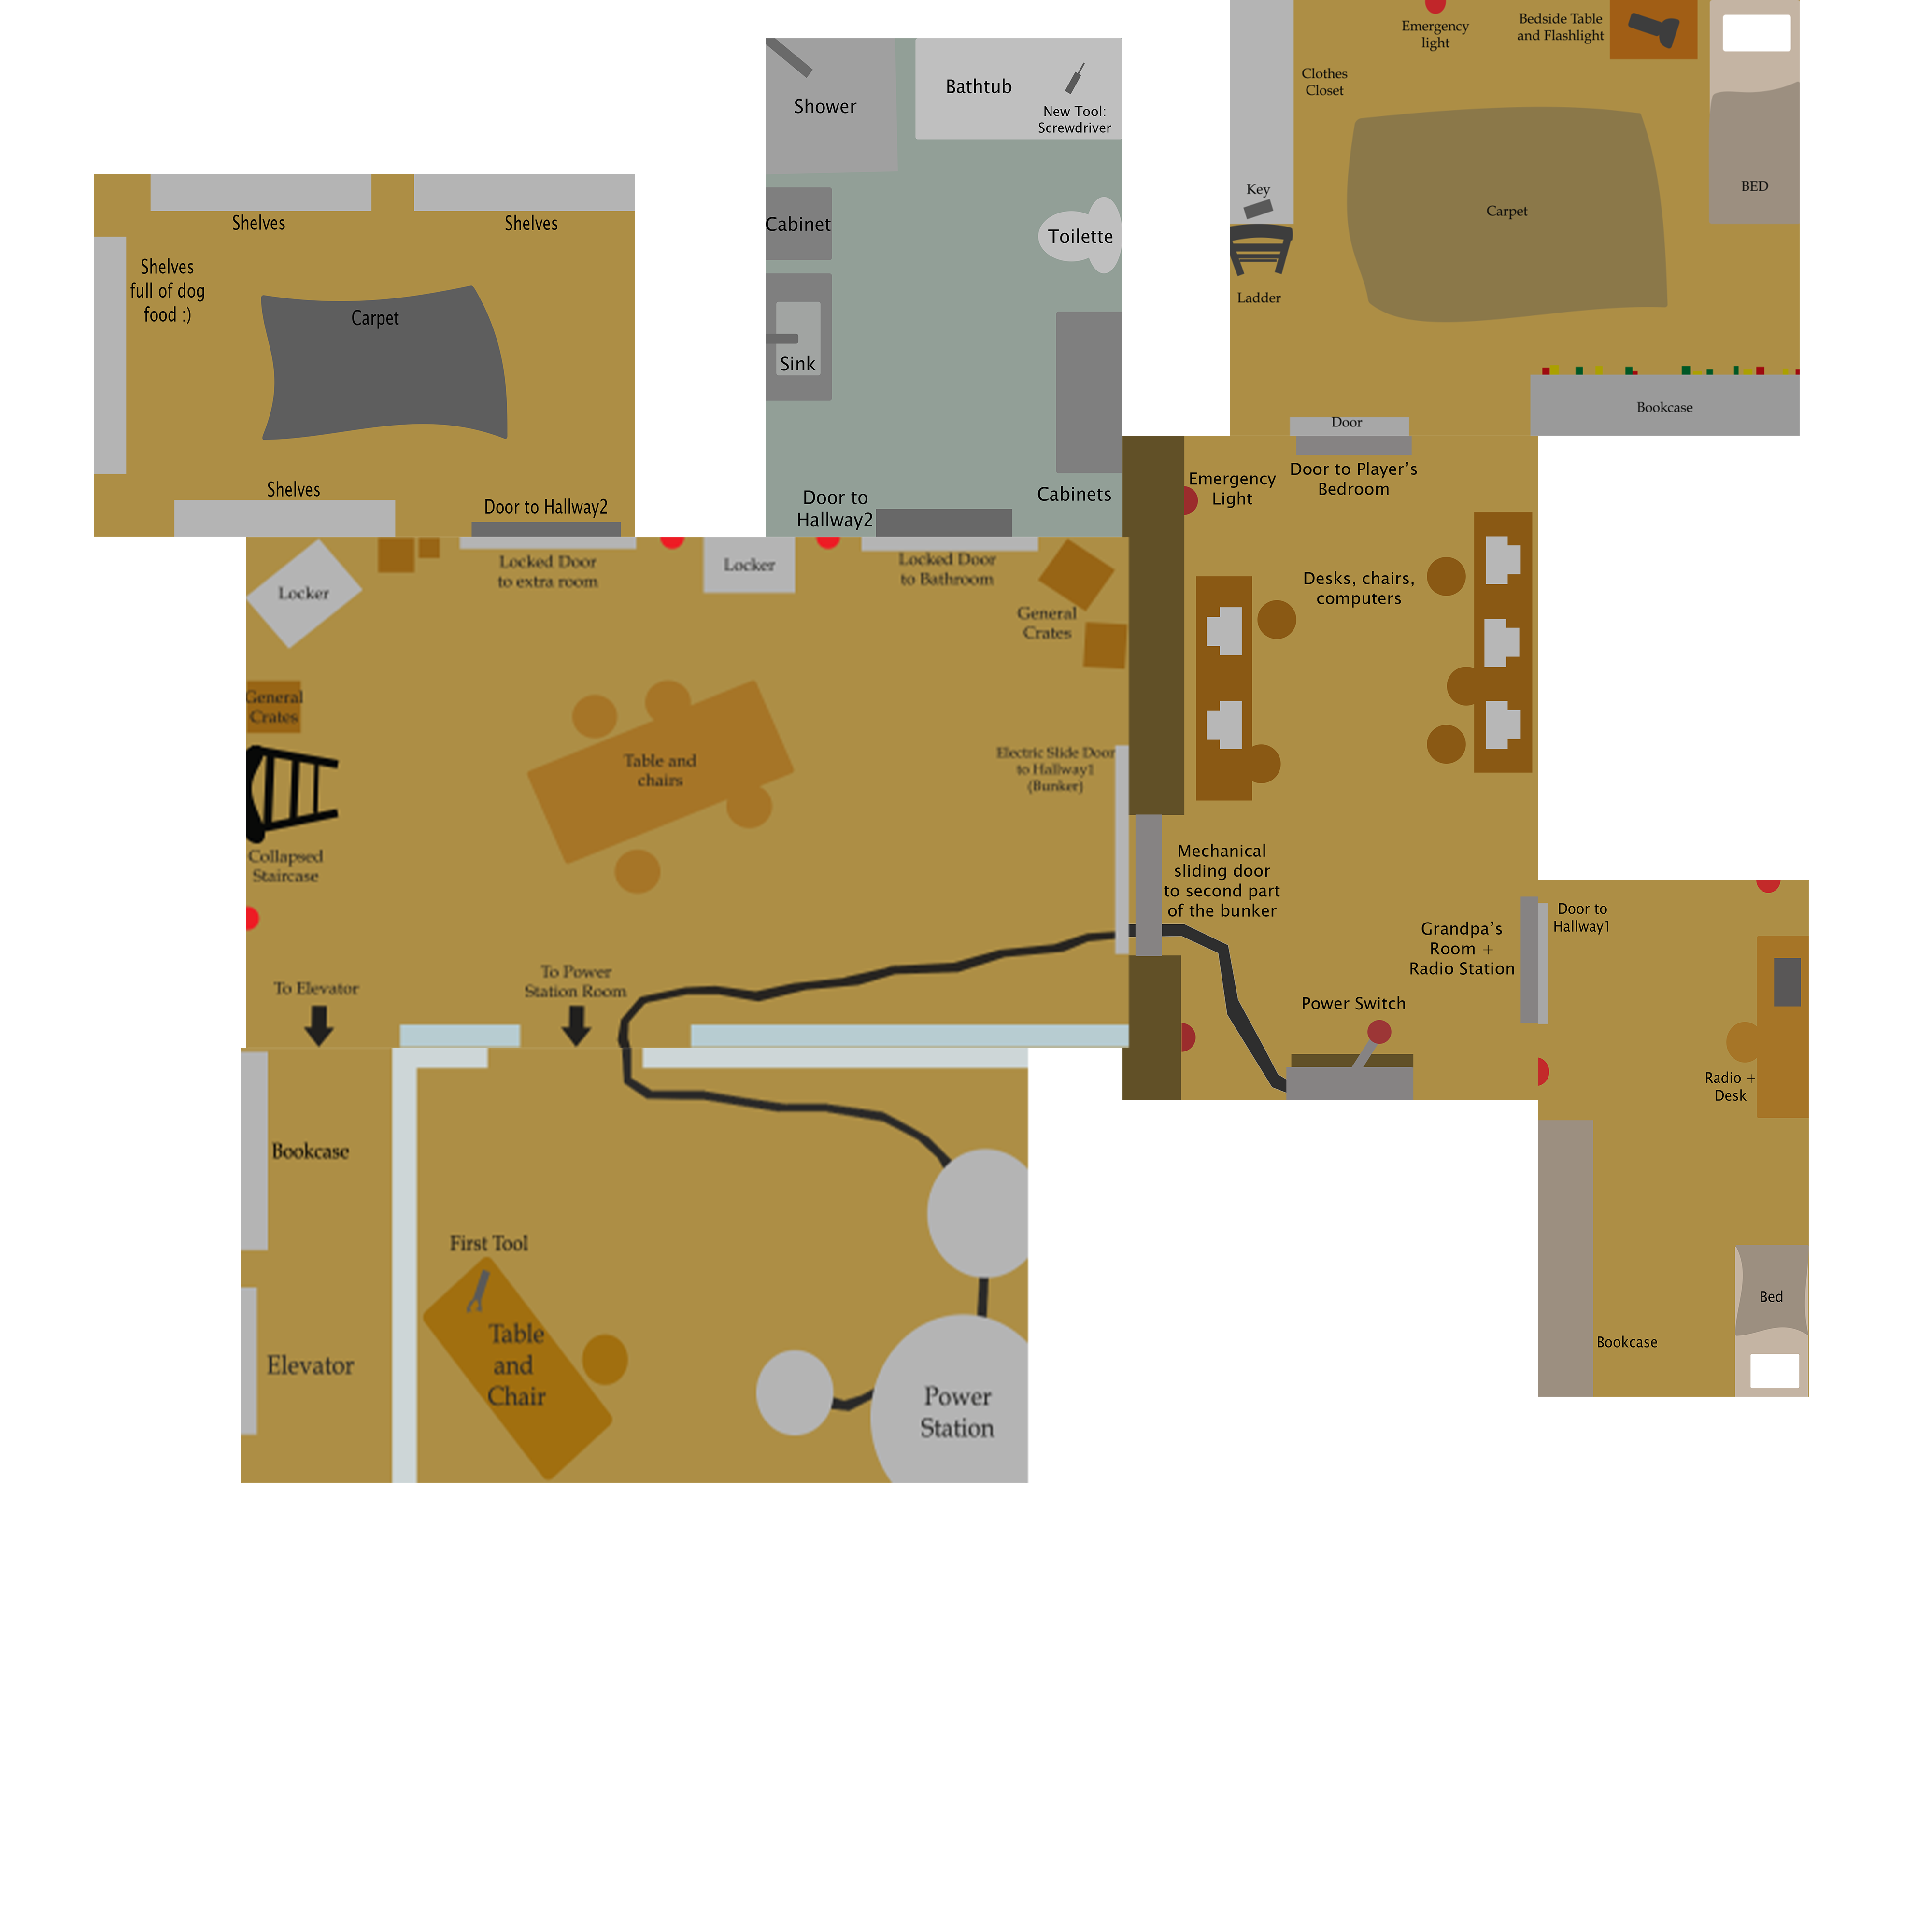 Emergency
light
Bedside Table
and Flashlight
Clothes
Closet
Key
Ladder
Carpet
BED
Bookcase
Door
Shower
Bathtub
New Tool:
Screwdriver
Cabinet
Toilette
Sink
Door to
Hallway2
Cabinets
Shelves
Shelves
Shelves
full of dog
food :)
Carpet
Shelves
Door to Hallway2
Locker
Locked Door
to extra room
Locker
Locked Door
to Bathroom
General
Crates
General
Crates
Table and
chairs
Electric Slide Door
to Hallway1
(Bunker)
Collapsed
Staircase
To Elevator
To Power
Station Room
Emergency
Light
Door to Player's
Bedroom
Desks, chairs,
computers
Mechanical
sliding door
to second part
of the bunker
Grandpa's
Room +
Radio Station
Power Switch
Door to
Hallway1
Radio +
Desk
Bookcase
Bed
Bookcase
First Tool
Table
and
Chair
Elevator
Power
Station